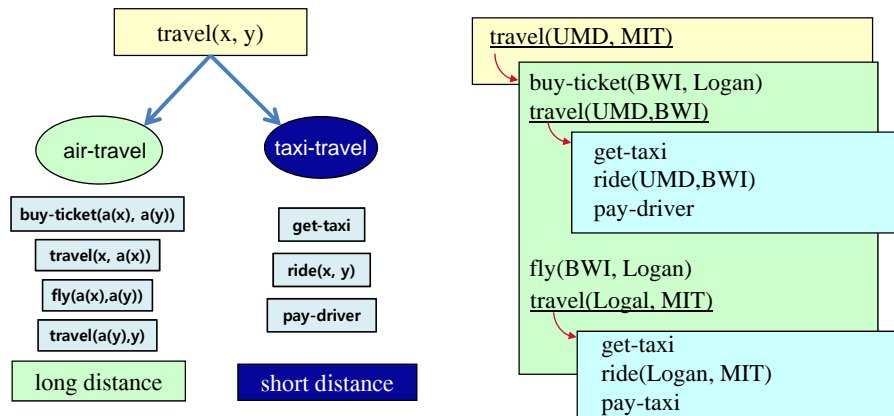 travel(x, y)
air-travel
taxi-travel
buy-ticket(a(x), a(y))
travel(x, a(x))
fly(a(x),a(y))
travel(a(y),y)
long distance
get-taxi
ride(x, y)
pay-driver
short distance
travel(UMD, MIT)
buy-ticket(BWI, Logan)
travel(UMD,BWI)
get-taxi
ride(UMD,BWI)
pay-driver
fly(BWI, Logan)
travel(Logal, MIT)
get-taxi
ride(Logan, MIT)
pay-taxi